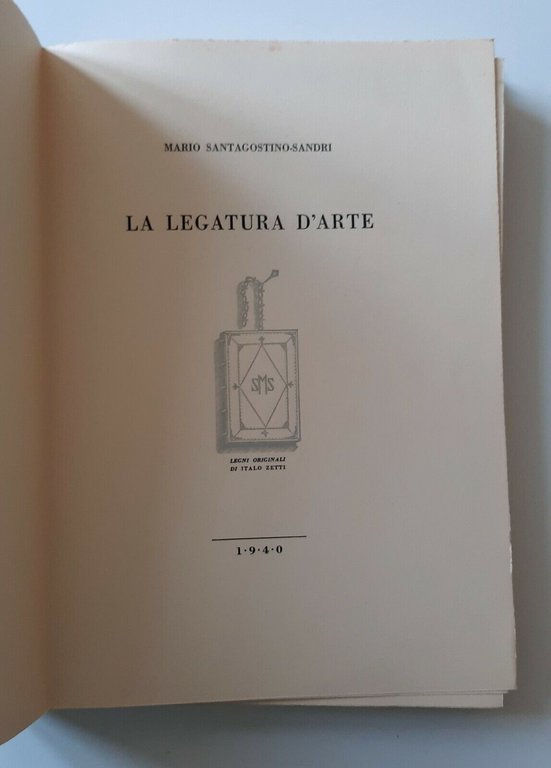 MARIO SANTAGOSTINO-SANDRI
LA LEGATURA D'ARTE
SMS
LEGNI ORIGINALI
DI ITALO ZETTI
1·9·4·0